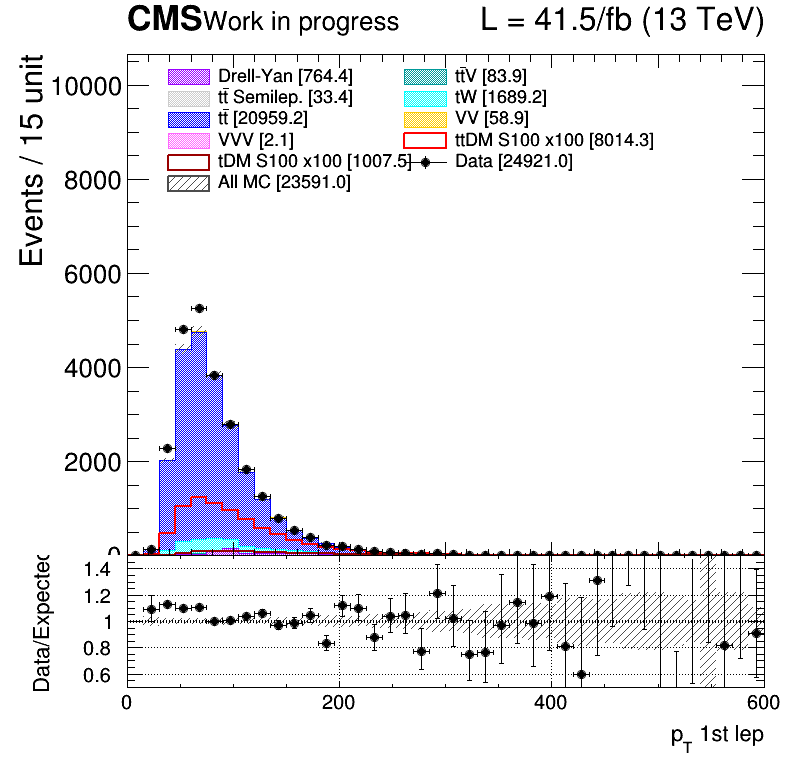 CMS Work in progress L = 41.5/fb (13 TeV)
Events / 15 unit
10000
8000
6000
4000
2000
0
Drell-Yan [764.4]
tt̄V [83.9]
tt̄ Semilep. [33.4]
tW [1689.2]
tt̄ [20959.2]
VV [58.9]
VVV [2.1]
ttDM S100 x100 [8014.3]
tDM S100 x100 [1007.5]
Data [24921.0]
All MC [23591.0]
Data/Expected
1.4
1.2
1
0.8
0.6
0 200 400 600
p_T 1st lep